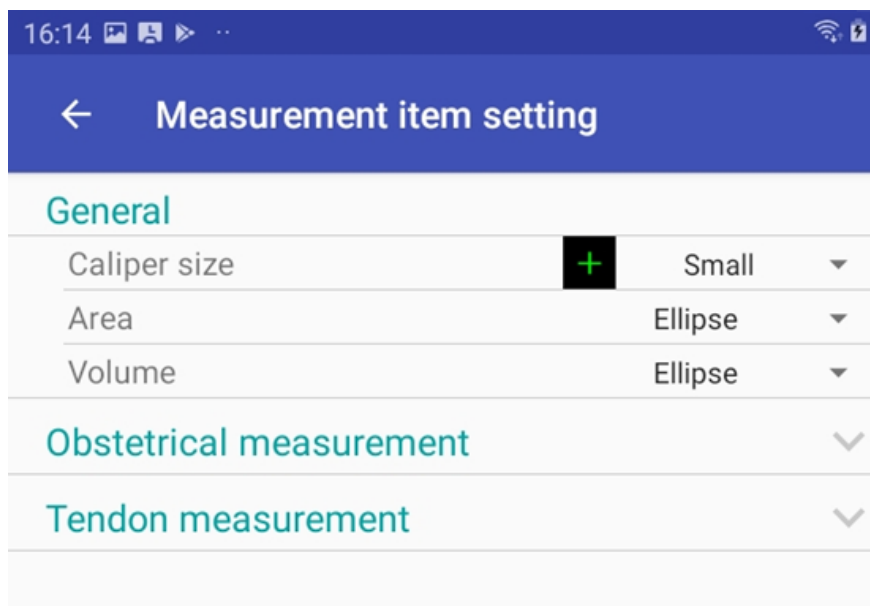 16:14
Measurement item setting
General
Caliper size Small
Area Ellipse
Volume Ellipse
Obstetrical measurement
Tendon measurement